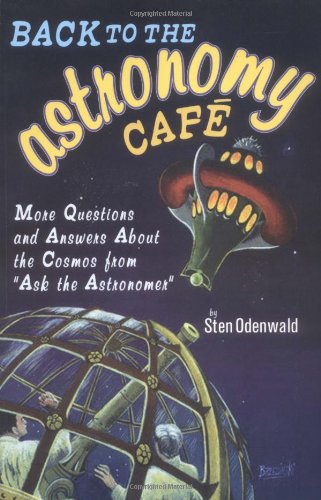 BACK TO THE
astronomy
CAFÉ
More Questions
and Answers About
the Cosmos from
"Ask the Astronomer"
by
Sten Odenwald